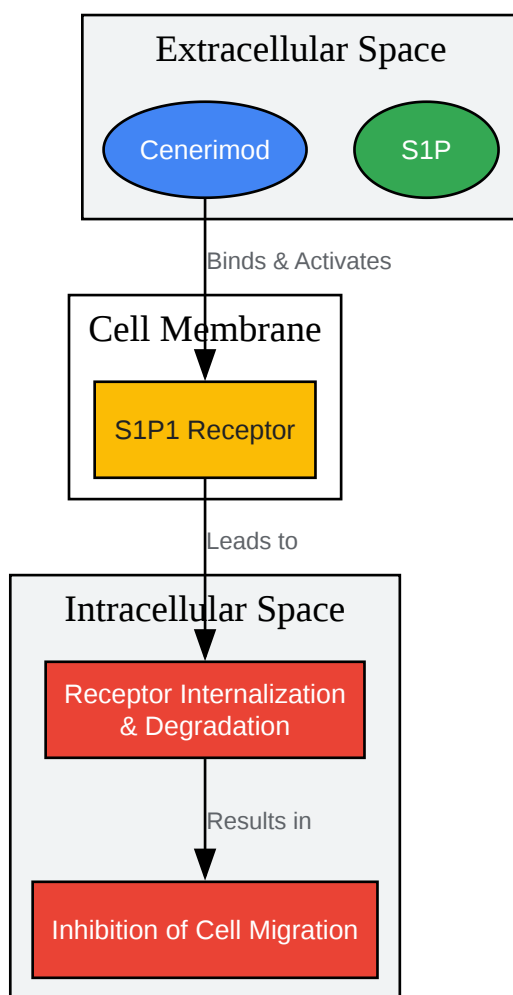 Extracellular Space
Cenerimod
S1P
Binds & Activates
Cell Membrane
S1P1 Receptor
Leads to
Intracellular Space
Receptor Internalization
& Degradation
Results in
Inhibition of Cell Migration